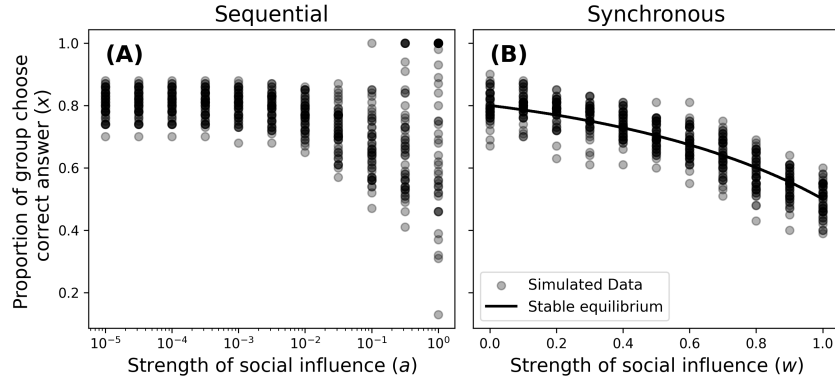 Sequential
Synchronous
Proportion of group choose
correct answer (x)
(A)
1.0
0.8
0.6
0.4
0.2
10⁻⁵
10⁻⁴
10⁻³
10⁻²
10⁻¹
10⁰
Strength of social influence (a)
(B)
Simulated Data
Stable equilibrium
0.0
0.2
0.4
0.6
0.8
1.0
Strength of social influence (w)